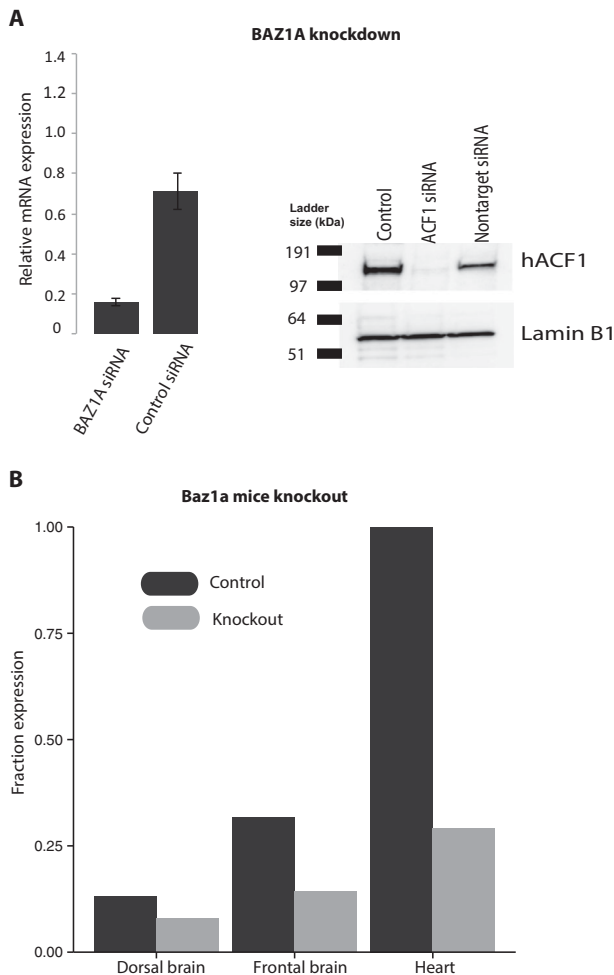 A
BAZ1A knockdown
Relative mRNA expression
1.4
1.2
1.0
0.8
0.6
0.4
0.2
0
BAZ1A siRNA
Control siRNA
Ladder
size (kDa)
Control
ACF1 siRNA
Nontarget siRNA
191
97
hACF1
64
51
Lamin B1
B
Baz1a mice knockout
Fraction expression
1.00
0.75
0.50
0.25
0.00
Control
Knockout
Dorsal brain
Frontal brain
Heart